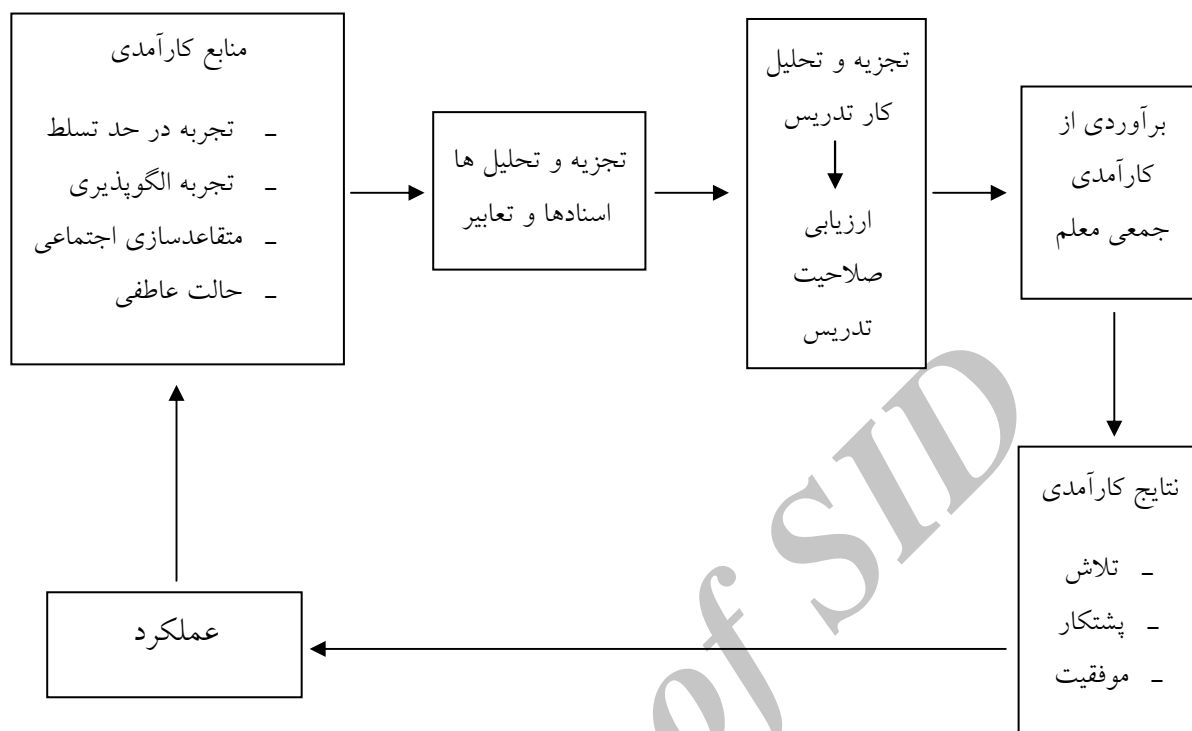 منابع کارآمدی
_ تجربه در حد تسلط
_ تجربه الگوپذیری
_ متقاعدسازی اجتماعی
_ حالت عاطفی
تجزیه و تحلیل ها
اسنادها و تعابیر
تجزیه و تحلیل
کار تدریس
ارزیابی
صلاحیت
تدریس
برآوردی از
کارآمدی
جمعی معلم
نتایج کارآمدی
_ تلاش
_ پشتکار
_ موفقیت
عملکرد
of SID